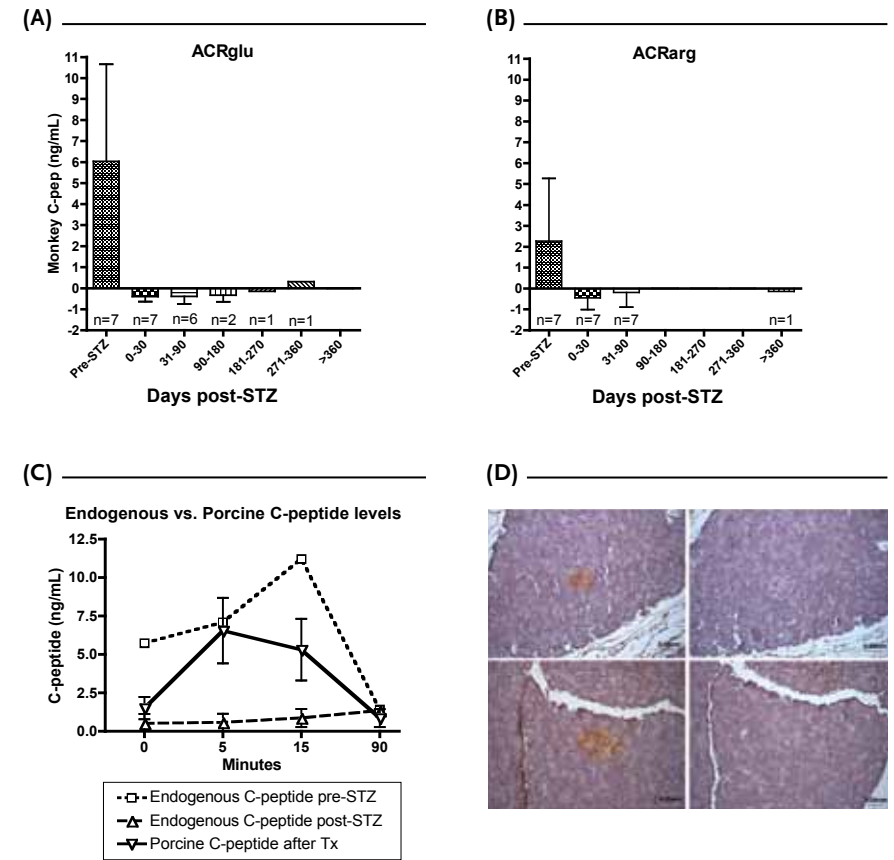 (A)
ACRglu
Monkey C-pep (ng/mL)
11
10
9
8
7
6
5
4
3
2
1
0
-1
-2
n=7 n=7 n=6 n=2 n=1 n=1
Pre-STZ 0-30 31-90 90-180 181-270 271-360 >360
Days post-STZ
(B)
ACRarg
11
10
9
8
7
6
5
4
3
2
1
0
-1
-2
n=7 n=7 n=7 n=1
Pre-STZ 0-30 31-90 90-180 181-270 271-360 >360
Days post-STZ
(C)
Endogenous vs. Porcine C-peptide levels
C-peptide (ng/mL)
12.5
10.0
7.5
5.0
2.5
0.0
0 5 15 90
Minutes
Endogenous C-peptide pre-STZ
Endogenous C-peptide post-STZ
Porcine C-peptide after Tx
(D)